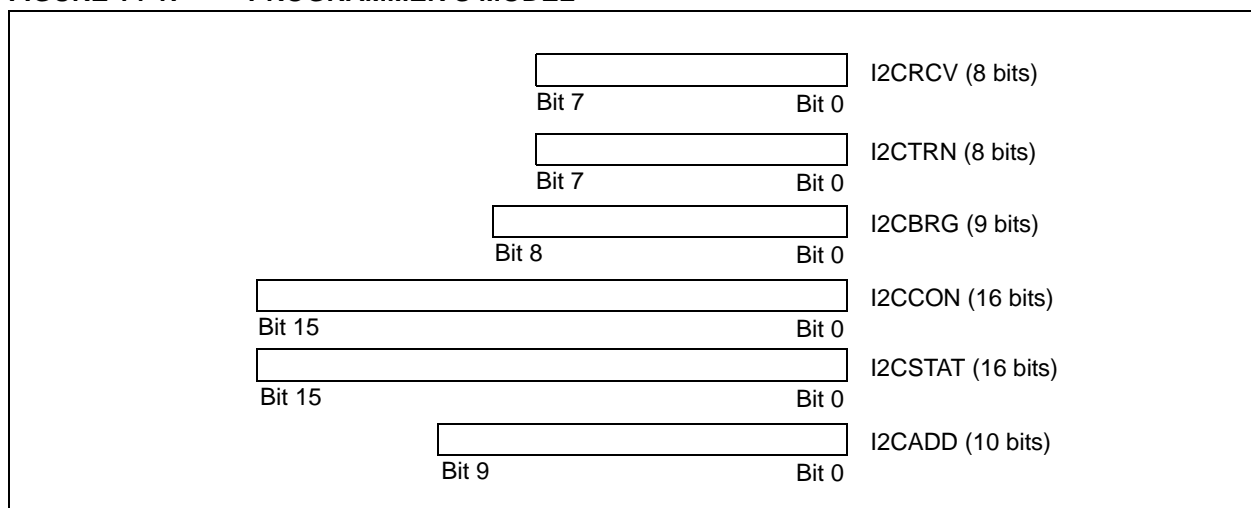 I2CRCV (8 bits)
Bit 7 Bit 0
I2CTRN (8 bits)
Bit 7 Bit 0
I2CBRG (9 bits)
Bit 8 Bit 0
I2CCON (16 bits)
Bit 15 Bit 0
I2CSTAT (16 bits)
Bit 15 Bit 0
I2CADD (10 bits)
Bit 9 Bit 0